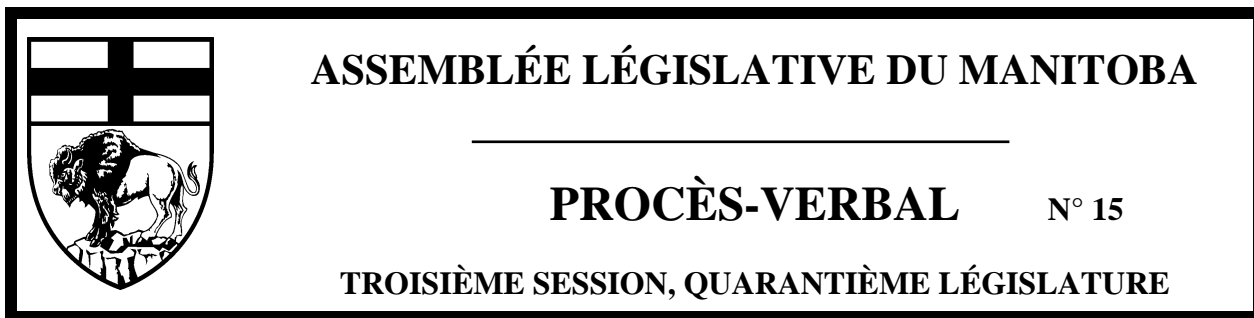 ASSEMBLÉE LÉGISLATIVE DU MANITOBA
PROCÈS-VERBAL N° 15
TROISIÈME SESSION, QUARANTIÈME LÉGISLATURE